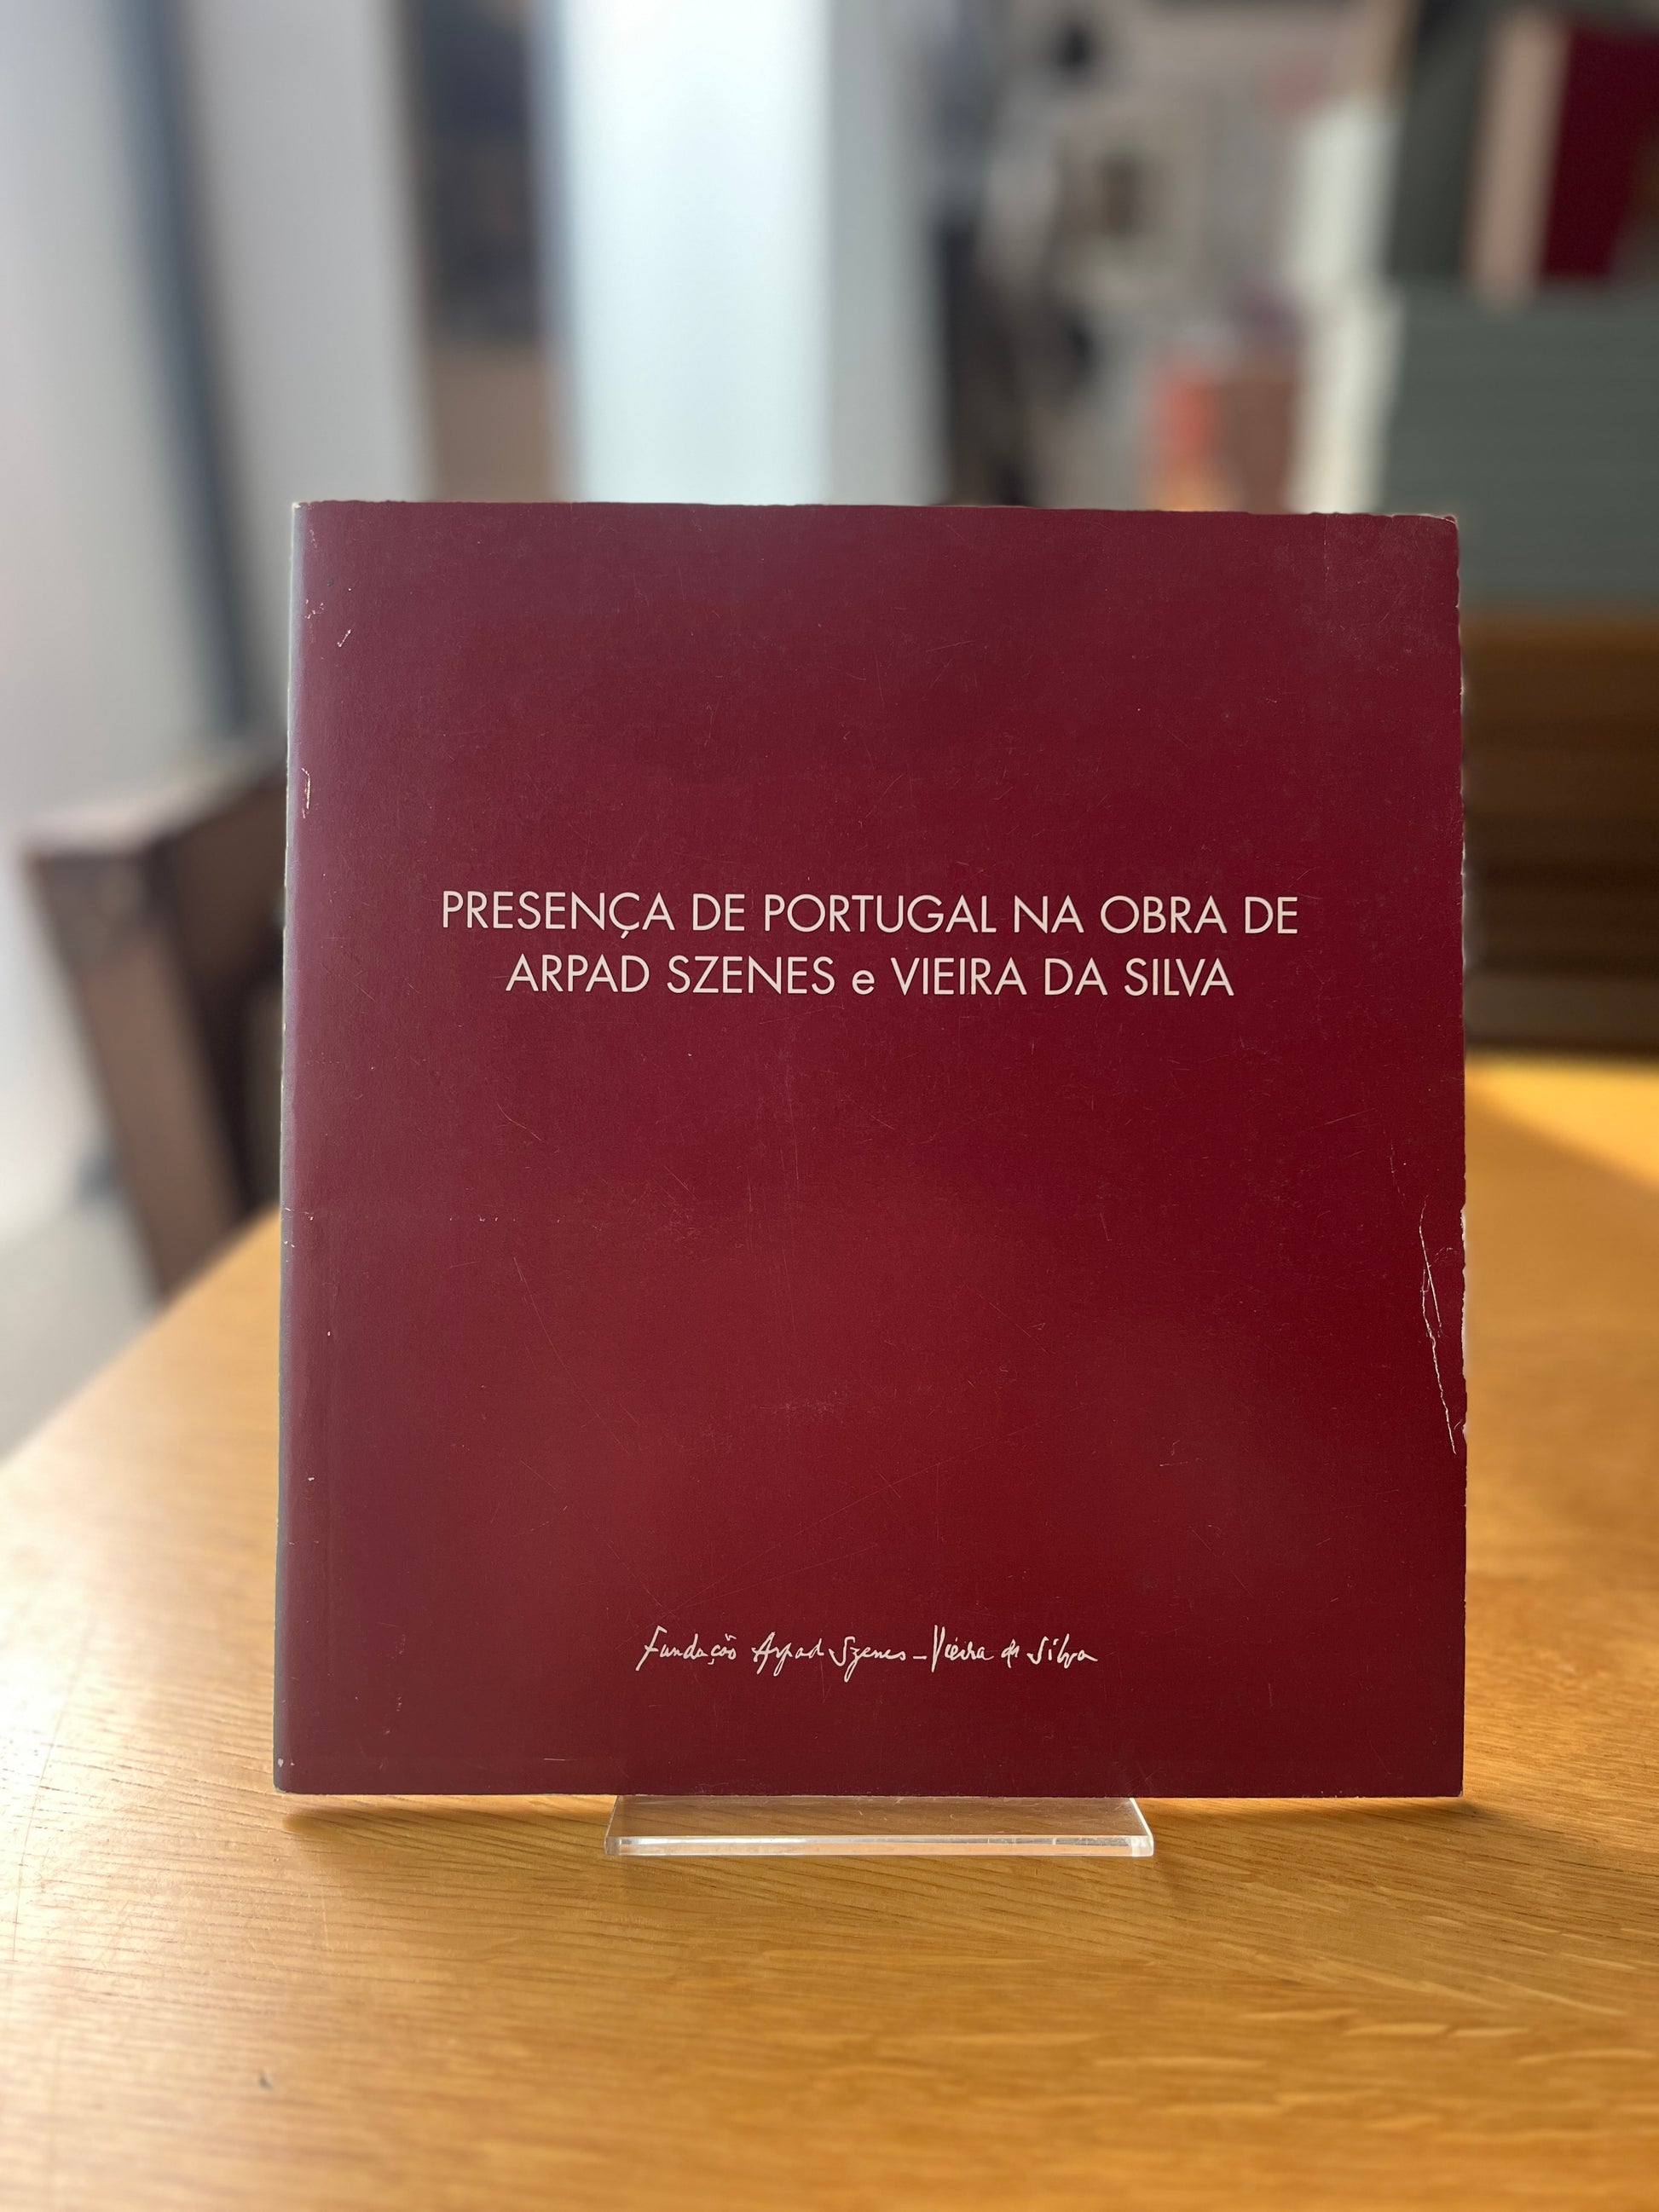 PRESENÇA DE PORTUGAL NA OBRA DE
ARPAD SZENES e VIEIRA DA SILVA
Fundação Arpad Szenes - Vieira da Silva